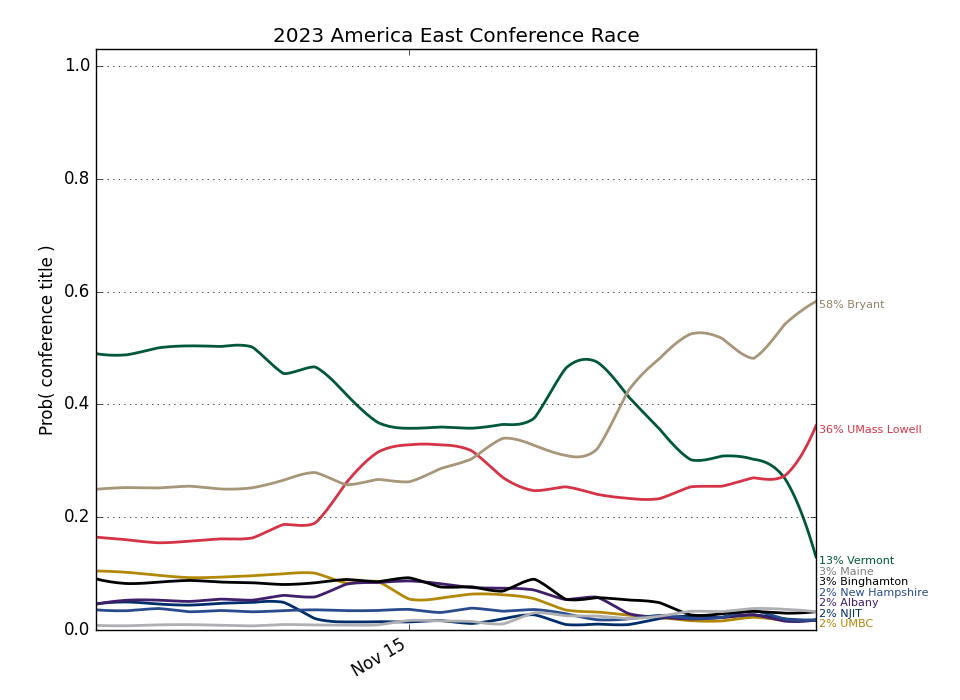 2023 America East Conference Race
1.0
0.8
0.6
0.4
0.2
0.0
Prob( conference title )
Nov 15
58% Bryant
36% UMass Lowell
13% Vermont
3% Maine
3% Binghamton
2% New Hampshire
2% Albany
2% NJIT
2% UMBC